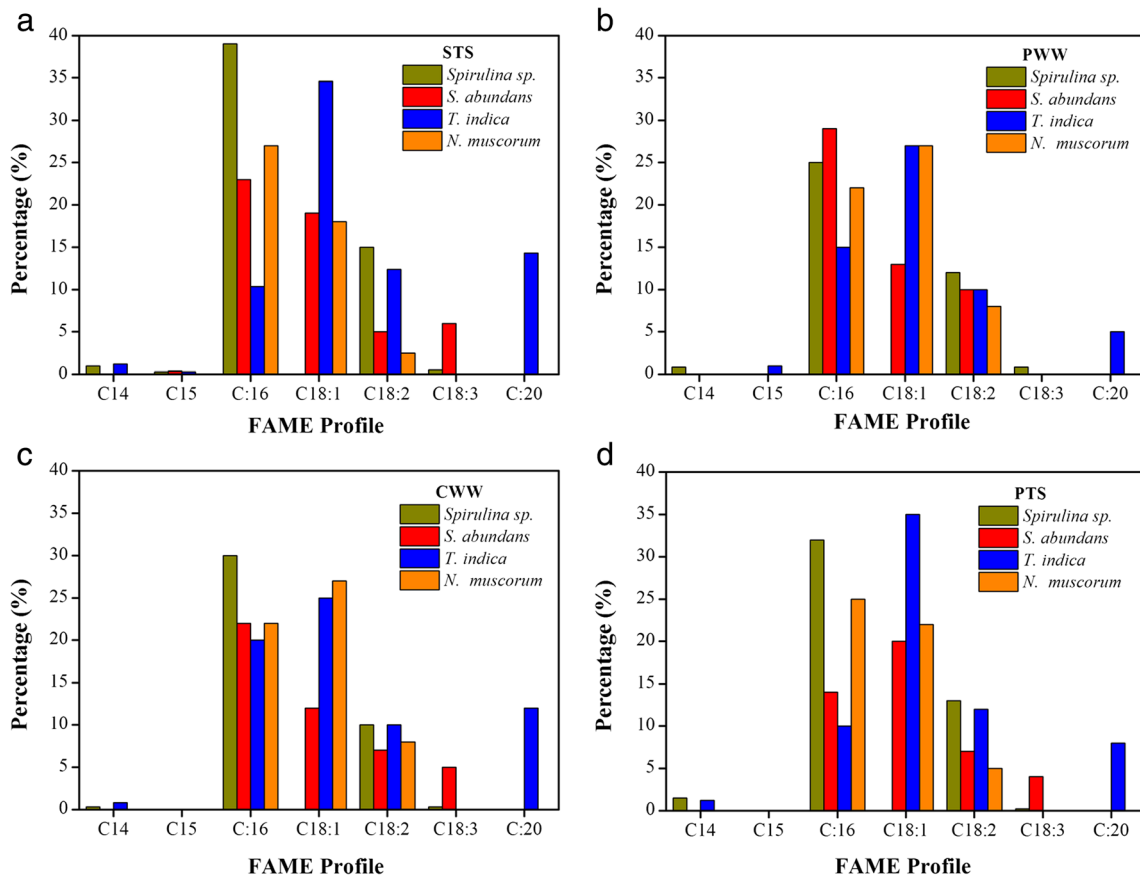 a
STS
Spirulina sp.
S. abundans
T. indica
N. muscorum
Percentage (%)
40
35
30
25
20
15
10
5
0
C14 C15 C:16 C18:1 C18:2 C18:3 C:20
FAME Profile
b
PWW
Spirulina sp.
S. abundans
T. indica
N. muscorum
Percentage (%)
40
35
30
25
20
15
10
5
0
C14 C15 C:16 C18:1 C18:2 C18:3 C:20
FAME Profile
c
CWW
Spirulina sp.
S. abundans
T. indica
N. muscorum
Percentage (%)
40
35
30
25
20
15
10
5
0
C14 C15 C:16 C18:1 C18:2 C18:3 C:20
FAME Profile
d
PTS
Spirulina sp.
S. abundans
T. indica
N. muscorum
Percentage (%)
40
35
30
25
20
15
10
5
0
C14 C15 C:16 C18:1 C18:2 C18:3 C:20
FAME Profile